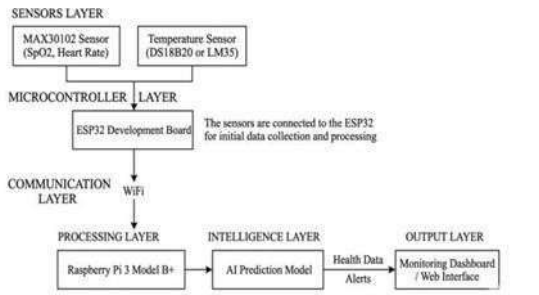 SENSORS LAYER
MAX30102 Sensor
(SpO2, Heart Rate)
Temperature Sensor
(DS18B20 or LM35)
MICROCONTROLLER LAYER
ESP32 Development Board
The sensors are connected to the ESP32
for initial data collection and processing
COMMUNICATION
LAYER
WiFi
PROCESSING LAYER
INTELLIGENCE LAYER
OUTPUT LAYER
Raspberry Pi 3 Model B+
AI Prediction Model
Health Data
Alerts
Monitoring Dashboard
/ Web Interface